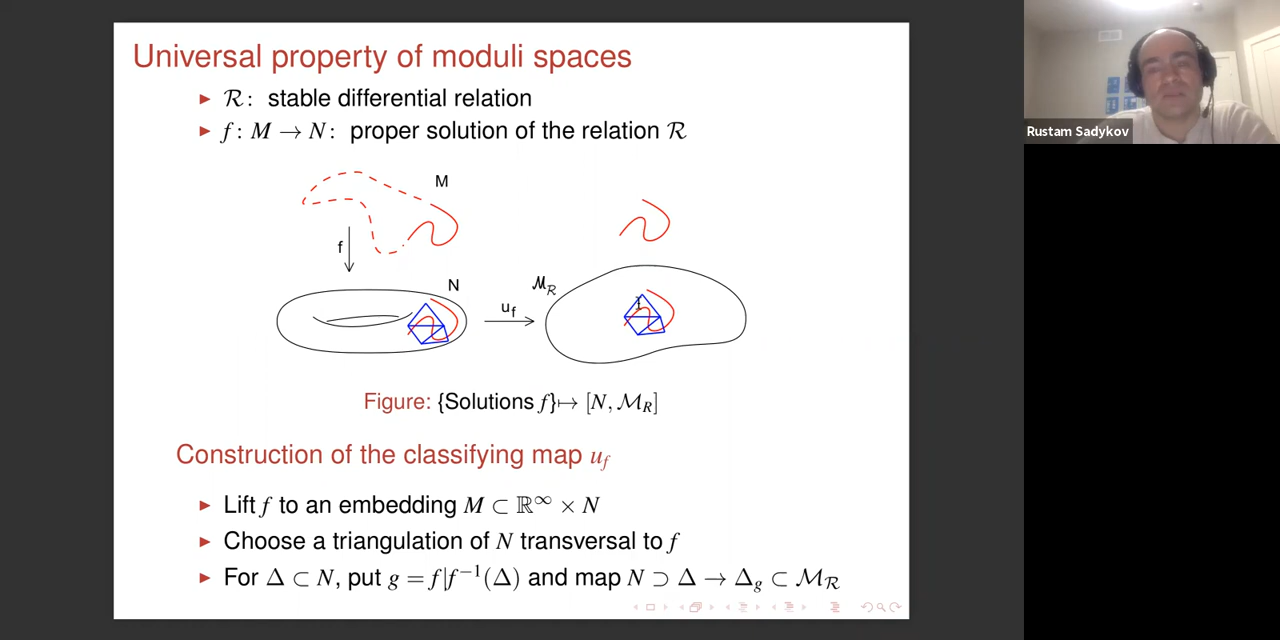 Universal property of moduli spaces
▶ ℛ: stable differential relation
▶ f: M → N: proper solution of the relation ℛ
M
f
N
ℳ_ℛ
u_f
Figure: {Solutions f} ↦ [N, ℳ_R]
Construction of the classifying map u_f
▶ Lift f to an embedding M ⊂ ℝ^∞ × N
▶ Choose a triangulation of N transversal to f
▶ For Δ ⊂ N, put g = f|f⁻¹(Δ) and map N ⊃ Δ → Δ_g ⊂ ℳ_ℛ
Rustam Sadykov